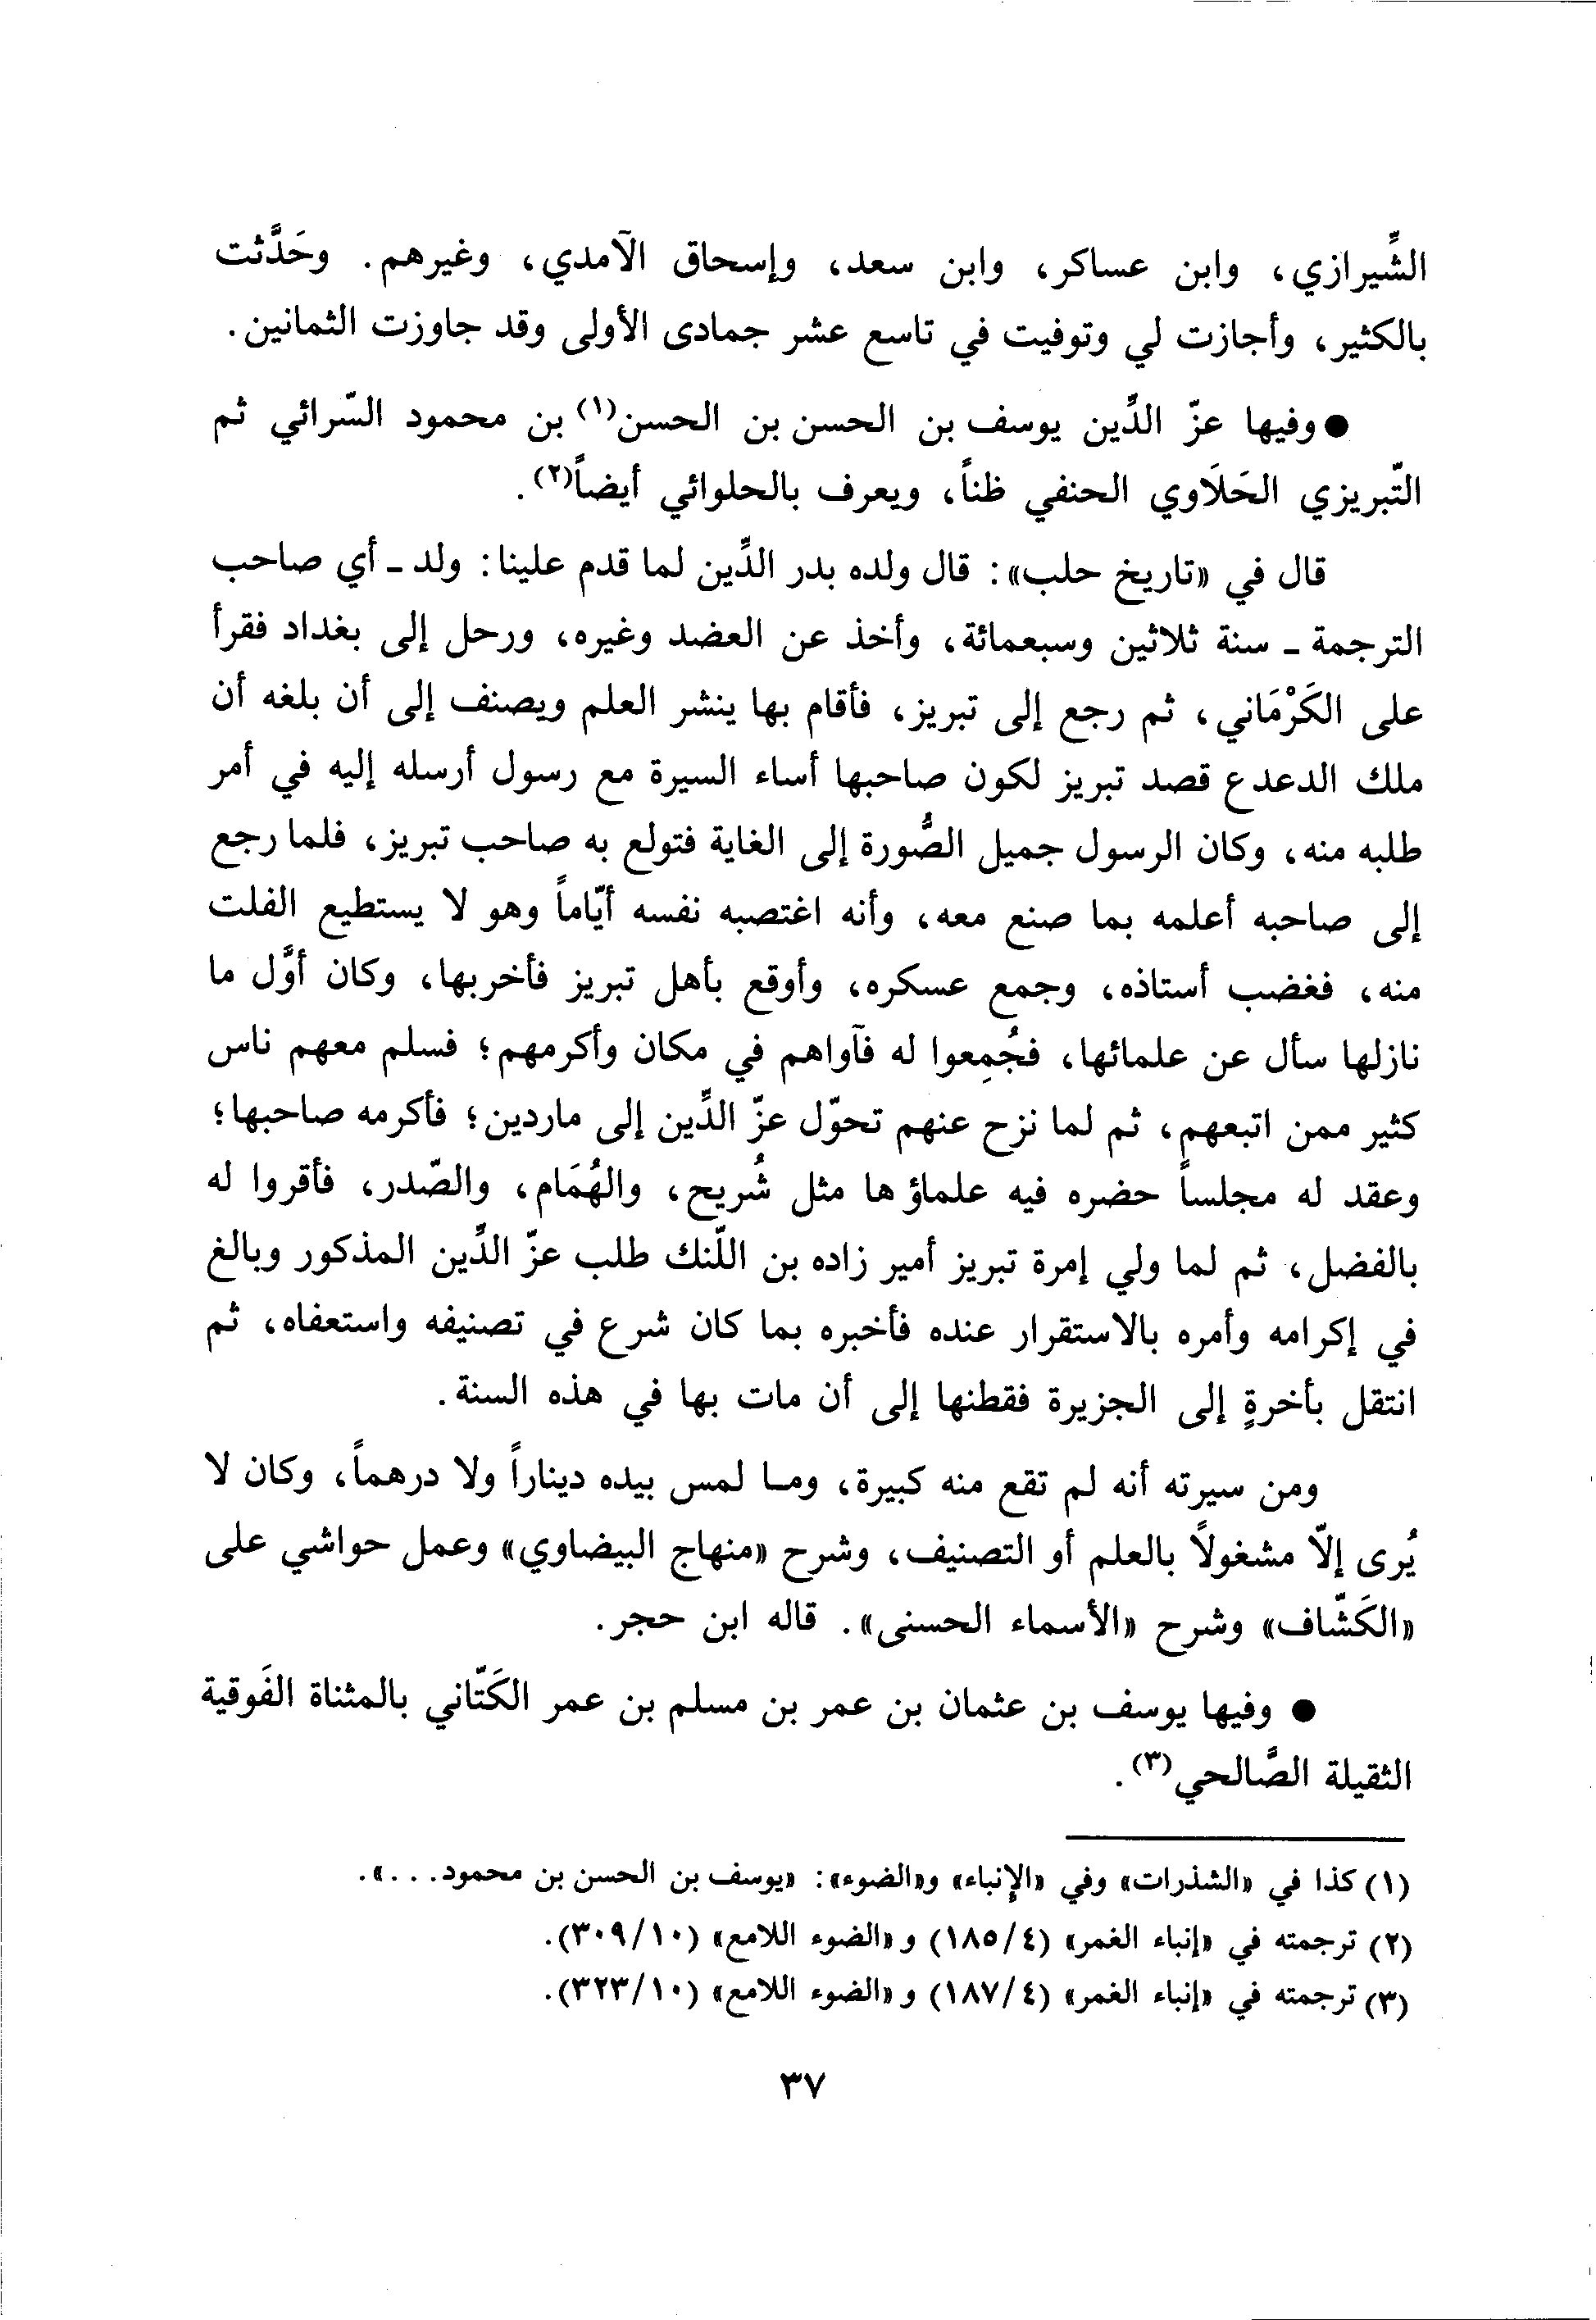 الشِّيرازي، وابن عساكر، وابن سعد، وإسحاق الآمدي، وغيرهم. وحَدَّثت
بالكثير، وأجازت لي وتوفيت في تاسع عشر جمادى الأولى وقد جاوزت الثمانين.
● وفيها عزّ الدِّين يوسف بن الحسن بن الحسن(١) بن محمود السّرائي ثم
التّبريزي الحَلَاوي الحنفي ظناً، ويعرف بالحلوائي أيضاً(٢).
قال في «تاريخ حلب»: قال ولده بدر الدِّين لما قدم علينا: ولد ـ أي صاحب
الترجمة ـ سنة ثلاثين وسبعمائة، وأخذ عن العضد وغيره، ورحل إلى بغداد فقرأ
على الكَرْمَاني، ثم رجع إلى تبريز، فأقام بها ينشر العلم ويصنف إلى أن بلغه أن
ملك الدعدع قصد تبريز لكون صاحبها أساء السيرة مع رسول أرسله إليه في أمر
طلبه منه، وكان الرسول جميل الصُّورة إلى الغاية فتولع به صاحب تبريز، فلما رجع
إلى صاحبه أعلمه بما صنع معه، وأنه اغتصبه نفسه أيّاماً وهو لا يستطيع الفلت
منه، فغضب أستاذه، وجمع عسكره، وأوقع بأهل تبريز فأخربها، وكان أوَّل ما
نازلها سأل عن علمائها، فجُمِعوا له فآواهم في مكان وأكرمهم؛ فسلم معهم ناس
كثير ممن اتبعهم، ثم لما نزح عنهم تحوّل عزّ الدِّين إلى ماردين؛ فأكرمه صاحبها؛
وعقد له مجلساً حضره فيه علماؤها مثل شُريح، والهُمَام، والصّدر، فأقروا له
بالفضل، ثم لما ولي إمرة تبريز أمير زاده بن اللّنك طلب عزّ الدِّين المذكور وبالغ
في إكرامه وأمره بالاستقرار عنده فأخبره بما كان شرع في تصنيفه واستعفاه، ثم
انتقل بأخرةٍ إلى الجزيرة فقطنها إلى أن مات بها في هذه السنة.
ومن سيرته أنه لم تقع منه كبيرة، وما لمس بيده ديناراً ولا درهماً، وكان لا
يُرى إلّا مشغولاً بالعلم أو التصنيف، وشرح «منهاج البيضاوي» وعمل حواشي على
«الكَشّاف» وشرح «الأسماء الحسنى». قاله ابن حجر.
● وفيها يوسف بن عثمان بن عمر بن مسلم بن عمر الكَتّاني بالمثناة الفَوقية
الثقيلة الصَّالحي(٣).
(١) كذا في «الشذرات» وفي «الإنباء» و«الضوء»: «يوسف بن الحسن بن محمود...».
(٢) ترجمته في «إنباء الغمر» (٤/١٨٥) و «الضوء اللامع» (١٠/٣٠٩).
(٣) ترجمته في «إنباء الغمر» (٤/١٨٧) و «الضوء اللامع» (١٠/٣٢٣).
٣٧